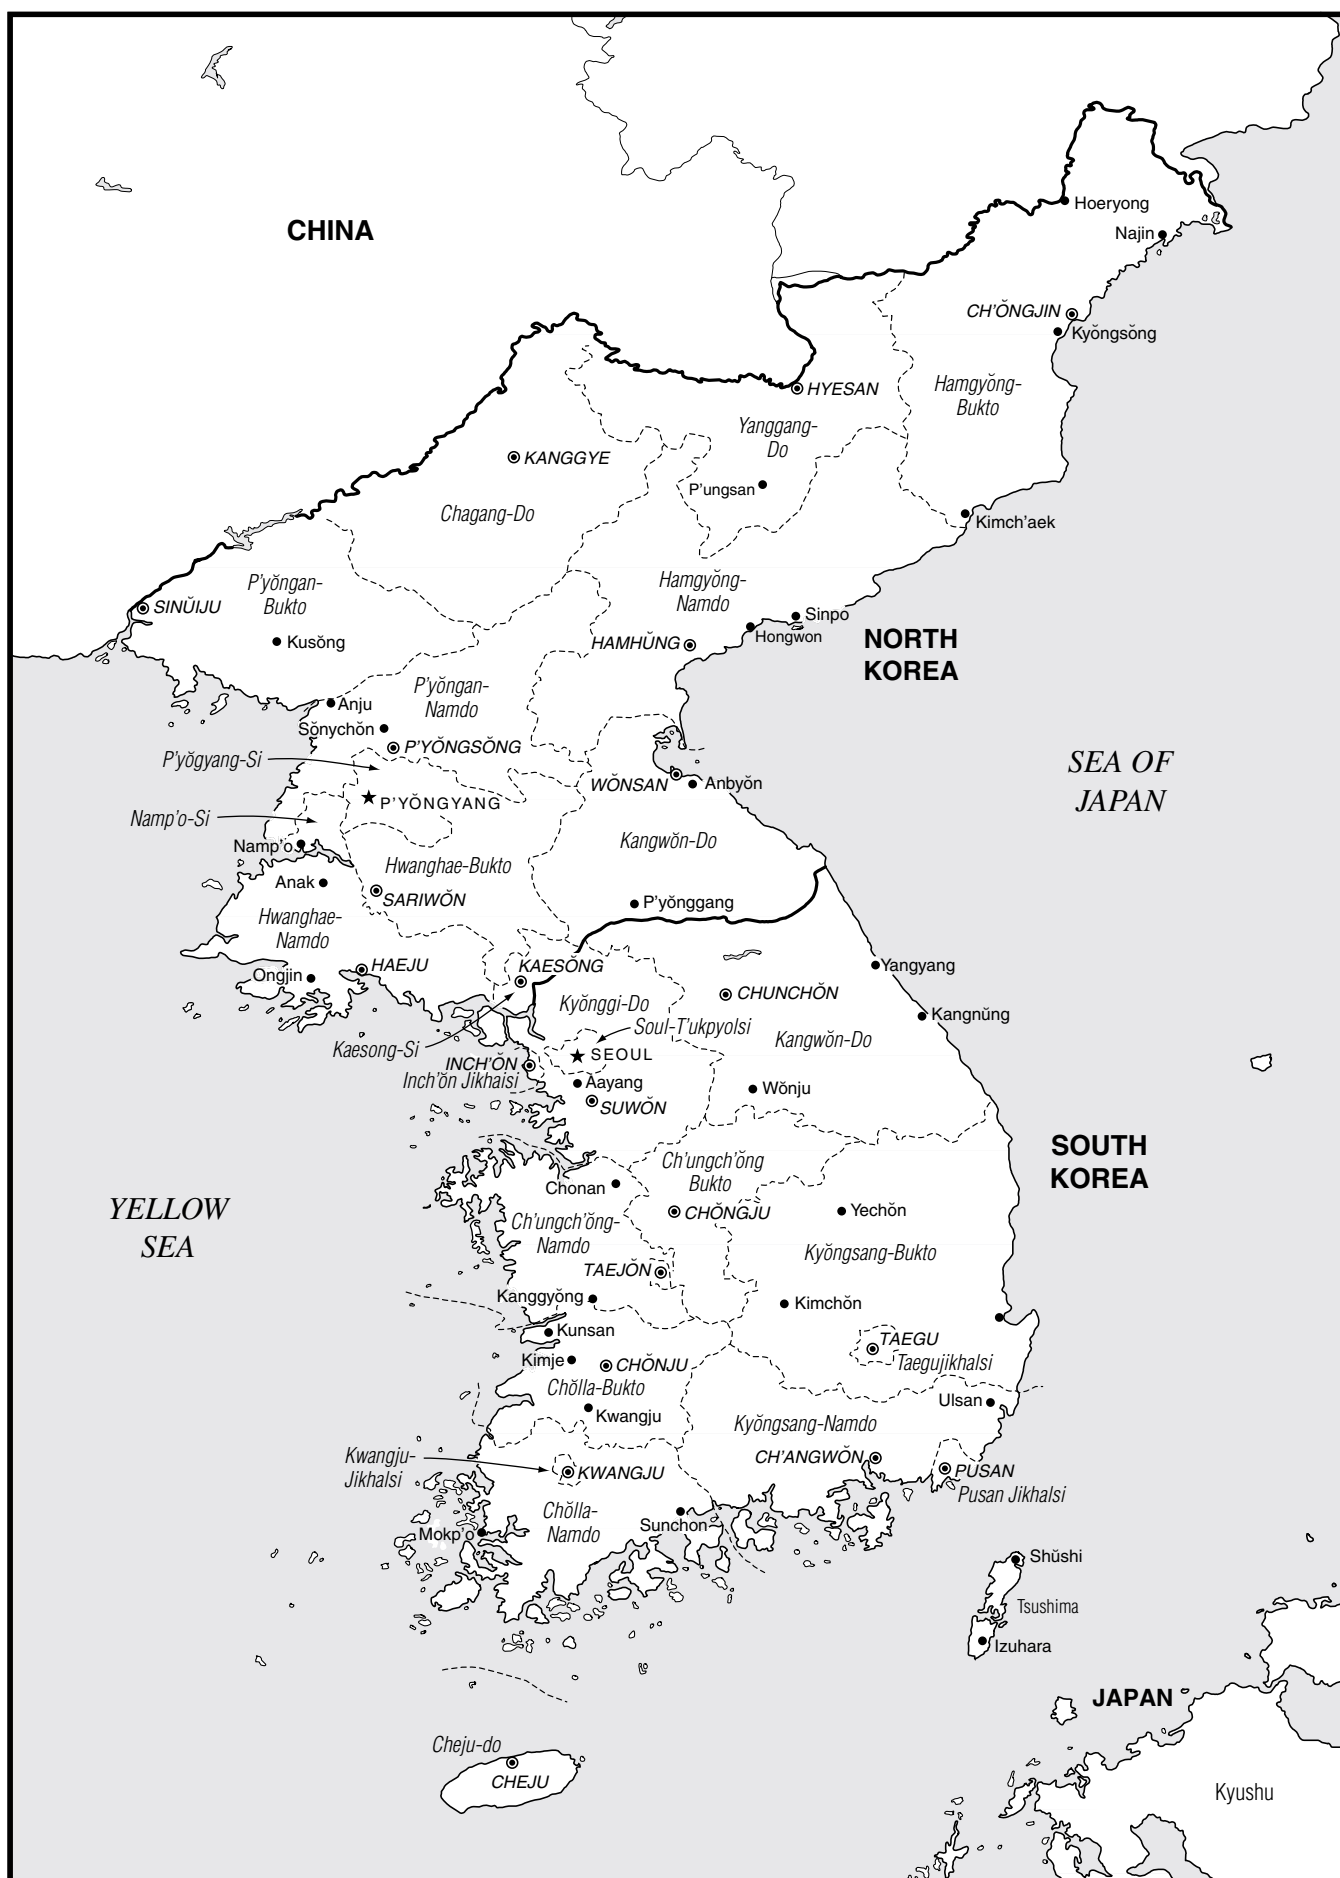 Hoeryong
Najin
CHINA
CH'ŎNGJIN
Kyŏngsŏng
HYESAN
Hamgyŏng-
Bukto
Yanggang-
Do
KANGGYE
P'ungsan
Chagang-Do
Kimch'aek
P'yŏngan-
Bukto
Hamgyŏng-
Namdo
SINŬIJU
Sinpo
Hongwon
Kusŏng
HAMHŬNG
NORTH
KOREA
P'yŏngan-
Namdo
Anju
Sŏnychŏn
P'YŎNGSŎNG
P'yŏgyang-Si
WŎNSAN
Anbyŏn
SEA OF
JAPAN
P'YŎNGYANG
Namp'o-Si
Namp'o
Kangwŏn-Do
Hwanghae-Bukto
Anak
SARIWŎN
P'yŏnggang
Hwanghae-
Namdo
HAEJU
KAESŎNG
Yangyang
Ongjin
CHUNCHŎN
Kyŏnggi-Do
Kangnŭng
Soul-T'ukpyolsi
Kangwŏn-Do
Kaesong-Si
SEOUL
INCH'ŎN
Inch'ŏn Jikhaisi
Aayang
Wŏnju
SUWŎN
SOUTH
KOREA
Ch'ungch'ŏng
Bukto
Chonan
YELLOW
SEA
CHŎNGJU
Yechŏn
Ch'ungch'ŏng-
Namdo
Kyŏngsang-Bukto
TAEJŎN
Kanggyŏng
Kimchŏn
Kunsan
TAEGU
Taegujikhalsi
Kimje
CHŎNJU
Chŏlla-Bukto
Ulsan
Kwangju
Kyŏngsang-Namdo
Kwangju-
Jikhalsi
CH'ANGWŎN
KWANGJU
PUSAN
Pusan Jikhalsi
Chŏlla-
Namdo
Sunchon
Mokp'o
Shŭshi
Tsushima
Izuhara
JAPAN
Cheju-do
CHEJU
Kyushu